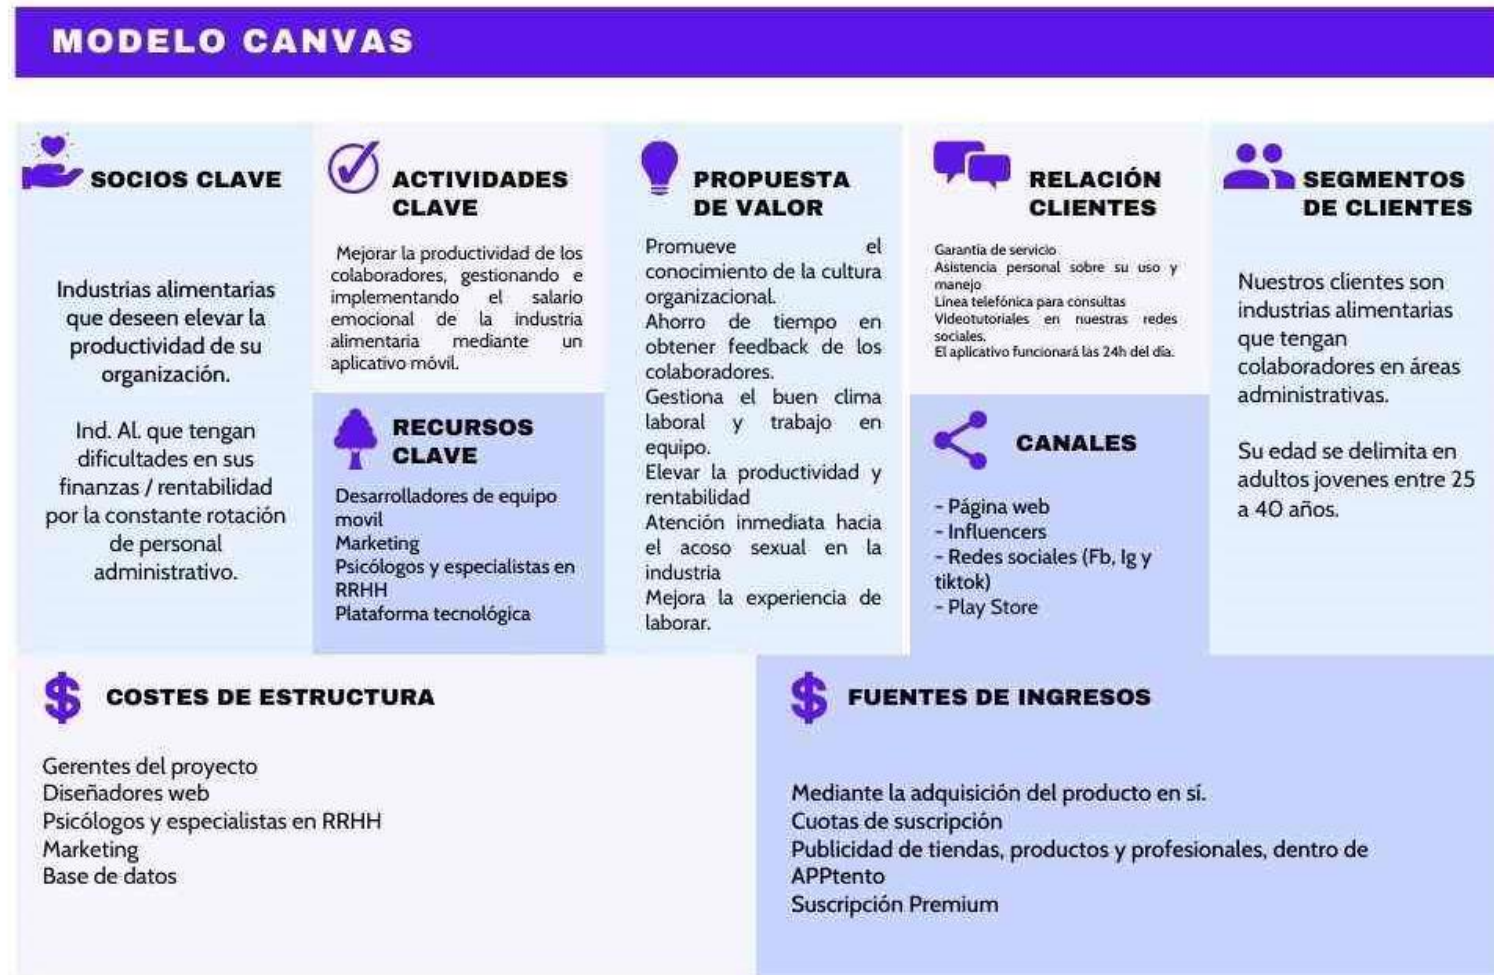 MODELO CANVAS
SOCIOS CLAVE
Industrias alimentarias
que deseen elevar la
productividad de su
organización.
Ind. Al. que tengan
dificultades en sus
finanzas / rentabilidad
por la constante rotación
de personal
administrativo.
ACTIVIDADES
CLAVE
Mejorar la productividad de los
colaboradores, gestionando e
implementando el salario
emocional de la industria
alimentaria mediante un
aplicativo móvil.
RECURSOS
CLAVE
Desarrolladores de equipo
movil
Marketing
Psicólogos y especialistas en
RRHH
Plataforma tecnológica
PROPUESTA
DE VALOR
Promueve el
conocimiento de la cultura
organizacional.
Ahorro de tiempo en
obtener feedback de los
colaboradores.
Gestiona el buen clima
laboral y trabajo en
equipo.
Elevar la productividad y
rentabilidad
Atención inmediata hacia
el acoso sexual en la
industria
Mejora la experiencia de
laborar.
RELACIÓN
CLIENTES
Garantía de servicio
Asistencia personal sobre su uso y
manejo
Línea telefónica para consultas
Videotutoriales en nuestras redes
sociales.
El aplicativo funcionará las 24h del día.
CANALES
- Página web
- Influencers
- Redes sociales (Fb, Ig y
tiktok)
- Play Store
SEGMENTOS
DE CLIENTES
Nuestros clientes son
industrias alimentarias
que tengan
colaboradores en áreas
administrativas.
Su edad se delimita en
adultos jovenes entre 25
a 40 años.
COSTES DE ESTRUCTURA
Gerentes del proyecto
Diseñadores web
Psicólogos y especialistas en RRHH
Marketing
Base de datos
FUENTES DE INGRESOS
Mediante la adquisición del producto en sí.
Cuotas de suscripción
Publicidad de tiendas, productos y profesionales, dentro de
APPtento
Suscripción Premium